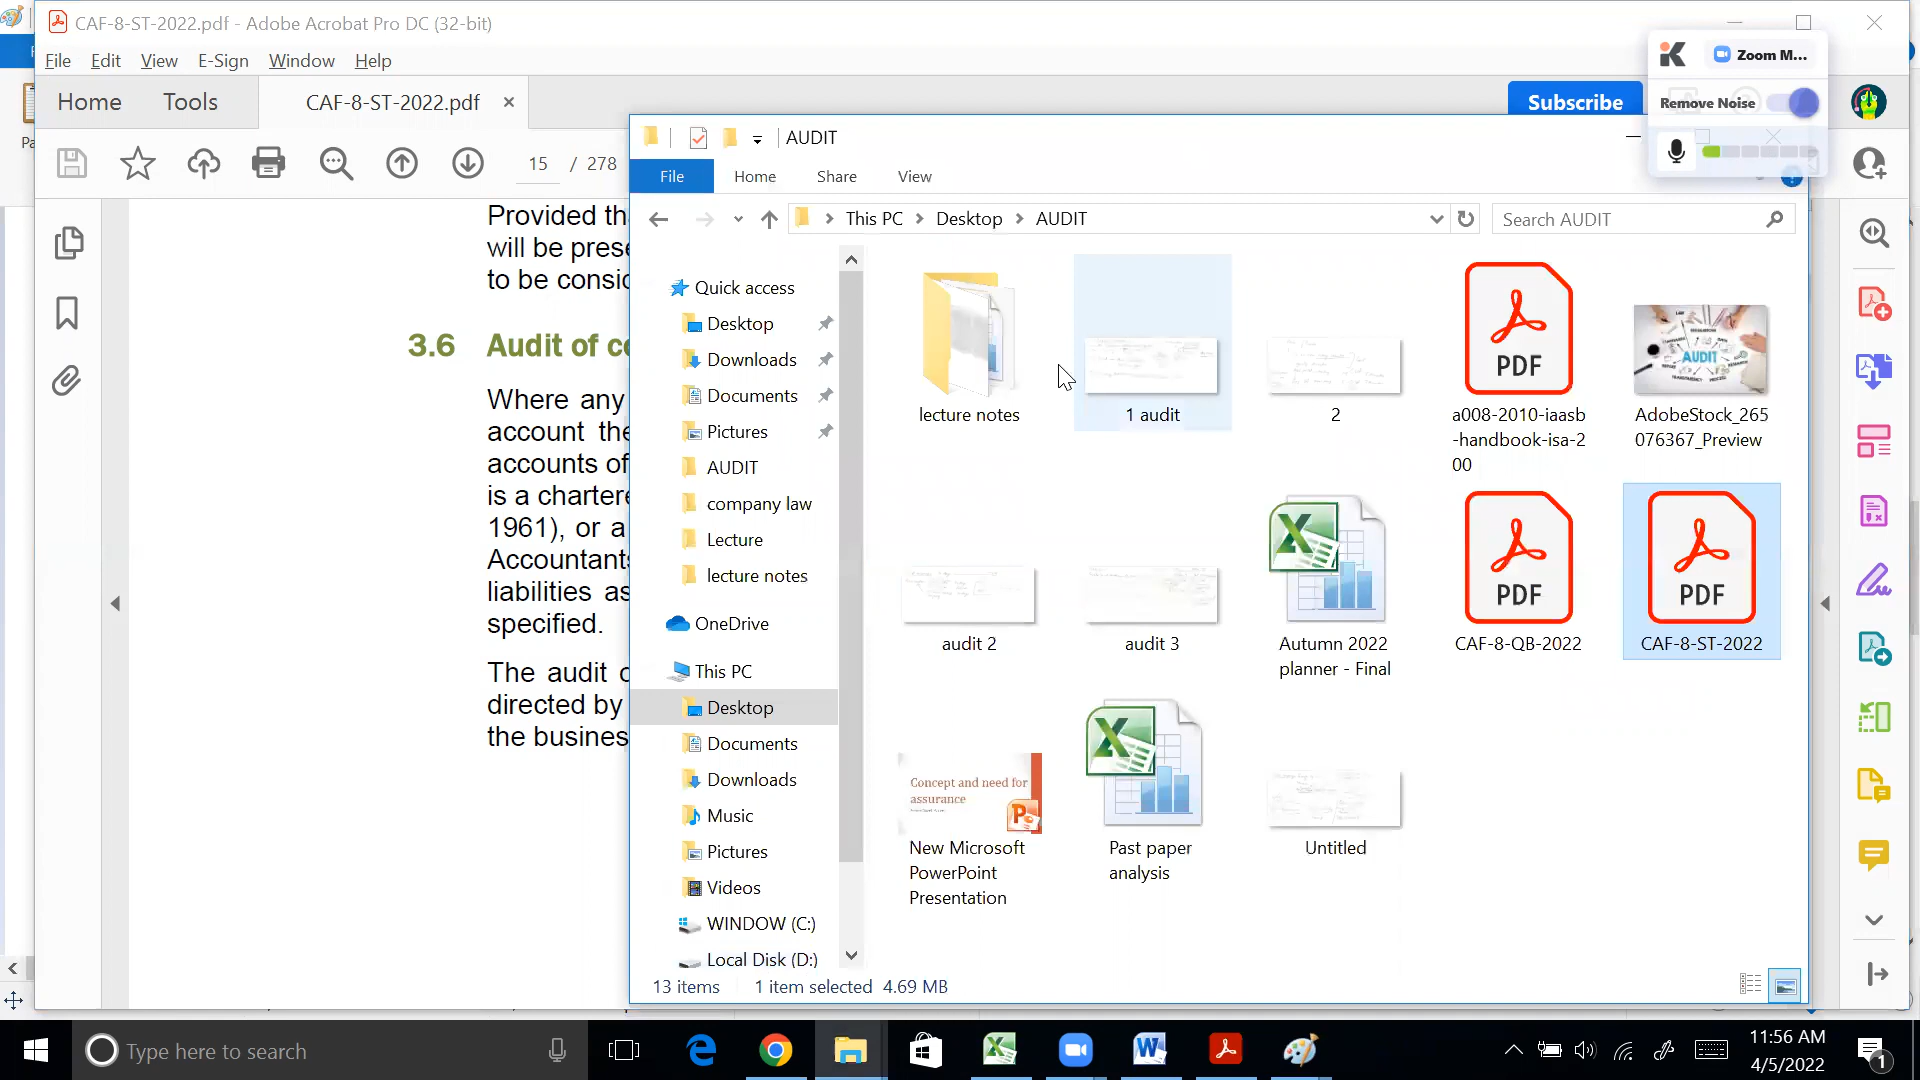 CAF-8-ST-2022.pdf - Adobe Acrobat Pro DC (32-bit)
File Edit View E-Sign Window Help
Home Tools CAF-8-ST-2022.pdf
Subscribe
Zoom M...
Remove Noise
15 / 278
AUDIT
File Home Share View
This PC Desktop AUDIT
Search AUDIT
Provided th
will be prese
to be consid
3.6 Audit of co
Where any
account the
accounts of
is a chartere
1961), or a
Accountants
liabilities as
specified.
The audit o
directed by
the business
Quick access
Desktop
Downloads
Documents
Pictures
AUDIT
company law
Lecture
lecture notes
OneDrive
This PC
Desktop
Documents
Downloads
Music
Pictures
Videos
WINDOW (C:)
Local Disk (D:)
lecture notes
1 audit
2
PDF
a008-2010-iaasb
-handbook-isa-2
00
AUDIT
AdobeStock_265
076367_Preview
audit 2
audit 3
Autumn 2022
planner - Final
PDF
CAF-8-QB-2022
PDF
CAF-8-ST-2022
Concept and need for
assurance
New Microsoft
PowerPoint
Presentation
Past paper
analysis
Untitled
13 items 1 item selected 4.69 MB
Type here to search
11:56 AM
4/5/2022
1